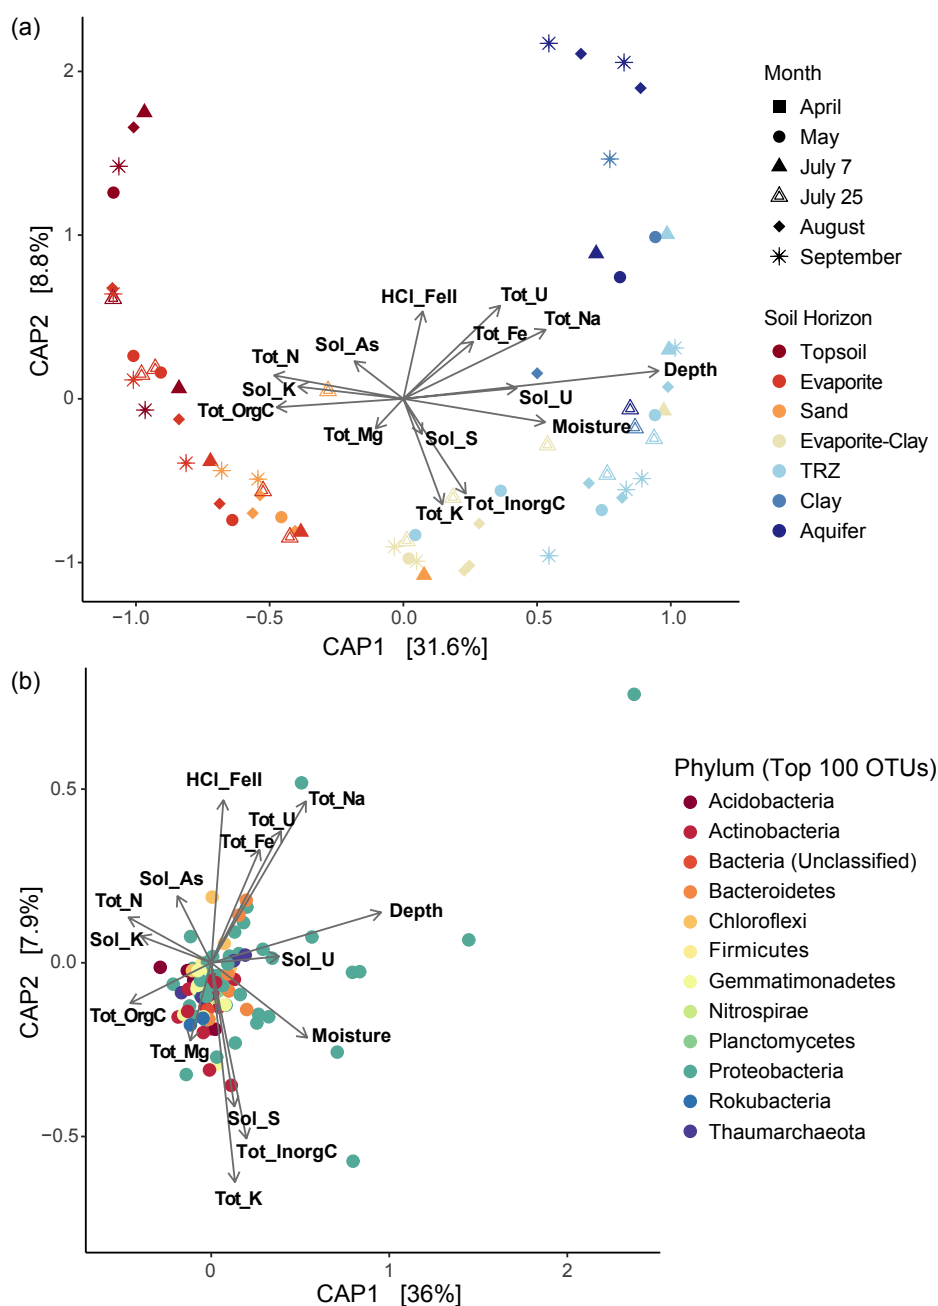 (a)
CAP2 [8.8%]
2
1
0
−1
HCl_FeII
Tot_U
Tot_Na
Tot_Fe
Sol_As
Tot_N
Sol_K
Tot_OrgC
Depth
Sol_U
Moisture
Tot_Mg
Sol_S
Tot_InorgC
Tot_K
−1.0
−0.5
0.0
0.5
1.0
CAP1 [31.6%]
Month
April
May
July 7
July 25
August
September
Soil Horizon
Topsoil
Evaporite
Sand
Evaporite-Clay
TRZ
Clay
Aquifer
(b)
CAP2 [7.9%]
0.5
0.0
−0.5
HCl_FeII
Tot_Na
Tot_U
Tot_Fe
Sol_As
Tot_N
Depth
Sol_K
Sol_U
Tot_OrgC
Moisture
Tot_Mg
Sol_S
Tot_InorgC
Tot_K
0
1
2
CAP1 [36%]
Phylum (Top 100 OTUs)
Acidobacteria
Actinobacteria
Bacteria (Unclassified)
Bacteroidetes
Chloroflexi
Firmicutes
Gemmatimonadetes
Nitrospirae
Planctomycetes
Proteobacteria
Rokubacteria
Thaumarchaeota